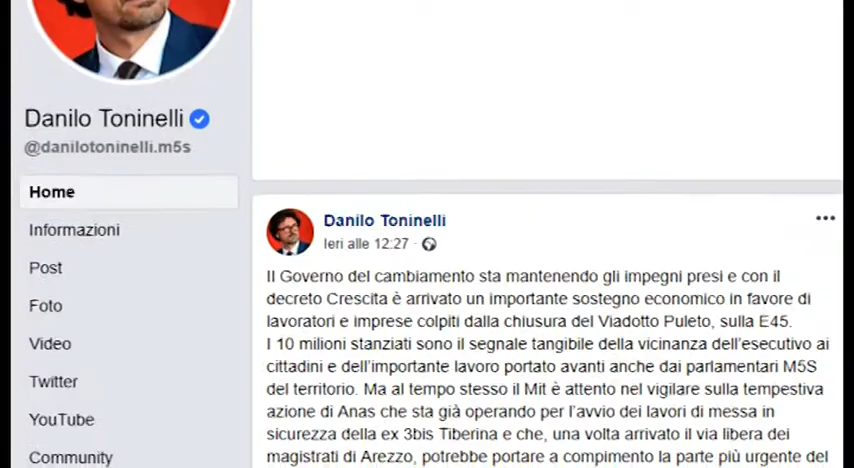 Danilo Toninelli
@danilotoninelli.m5s
Home
Informazioni
Post
Foto
Video
Twitter
YouTube
Community
Danilo Toninelli
Ieri alle 12:27 ·
Il Governo del cambiamento sta mantenendo gli impegni presi e con il
decreto Crescita è arrivato un importante sostegno economico in favore di
lavoratori e imprese colpiti dalla chiusura del Viadotto Puleto, sulla E45.
I 10 milioni stanziati sono il segnale tangibile della vicinanza dell'esecutivo ai
cittadini e dell'importante lavoro portato avanti anche dai parlamentari M5S
del territorio. Ma al tempo stesso il Mit è attento nel vigilare sulla tempestiva
azione di Anas che sta già operando per l'avvio dei lavori di messa in
sicurezza della ex 3bis Tiberina e che, una volta arrivato il via libera dei
magistrati di Arezzo, potrebbe portare a compimento la parte più urgente del